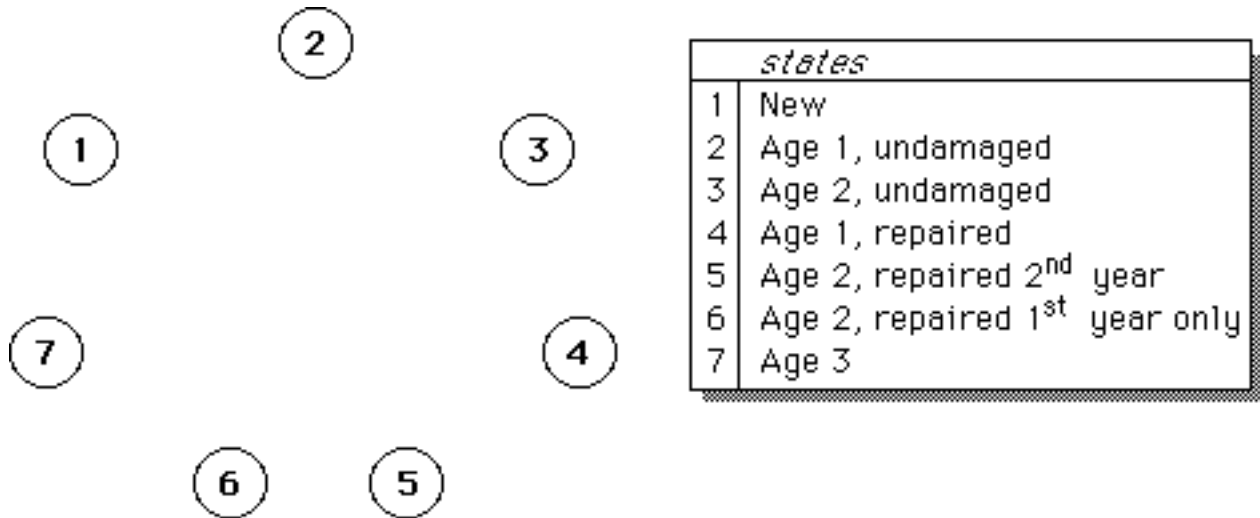 2
1
3
7
4
6
5
states
1 New
2 Age 1, undamaged
3 Age 2, undamaged
4 Age 1, repaired
5 Age 2, repaired 2nd year
6 Age 2, repaired 1st year only
7 Age 3